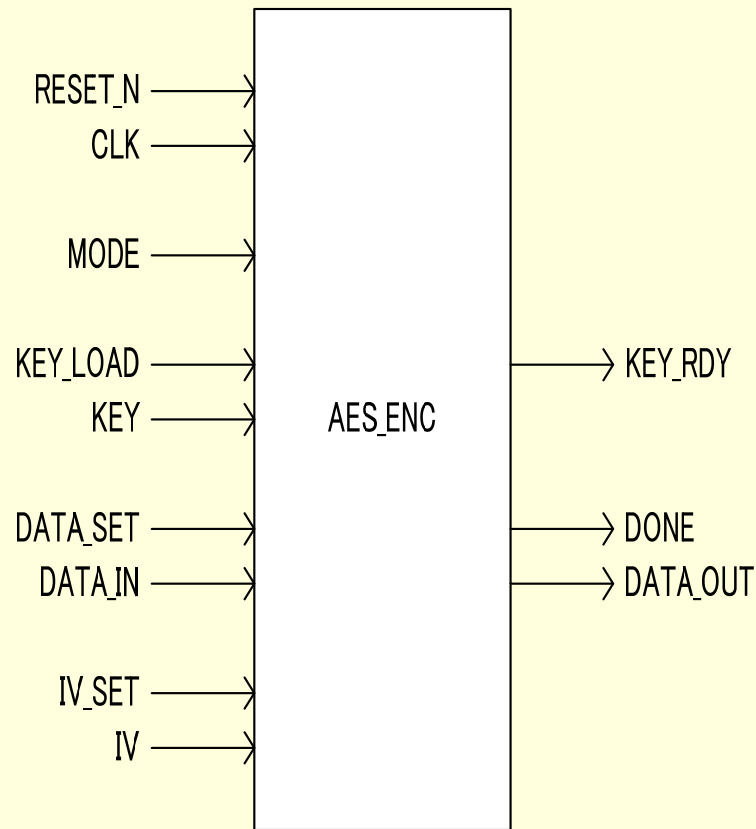 RESET_N
CLK
MODE
KEY_LOAD
KEY_RDY
KEY
AES_ENC
DATA_SET
DONE
DATA_IN
DATA_OUT
IV_SET
IV